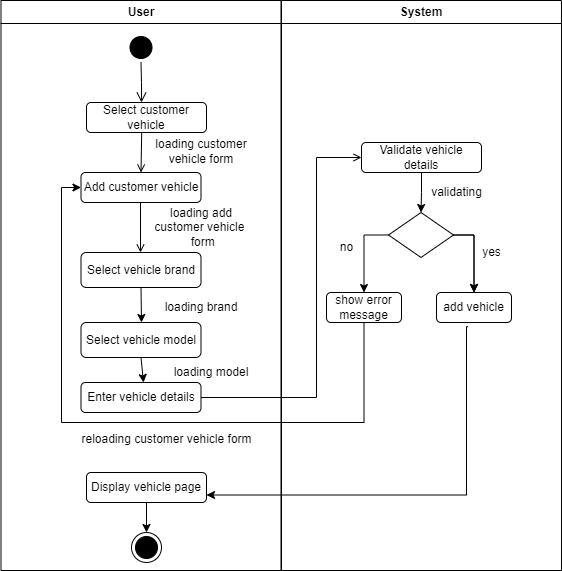 User
System
Select customer
vehicle
loading customer
vehicle form
Add customer vehicle
loading add
customer vehicle
form
Select vehicle brand
loading brand
Select vehicle model
loading model
Enter vehicle details
Validate vehicle
details
validating
no
yes
show error
message
add vehicle
reloading customer vehicle form
Display vehicle page